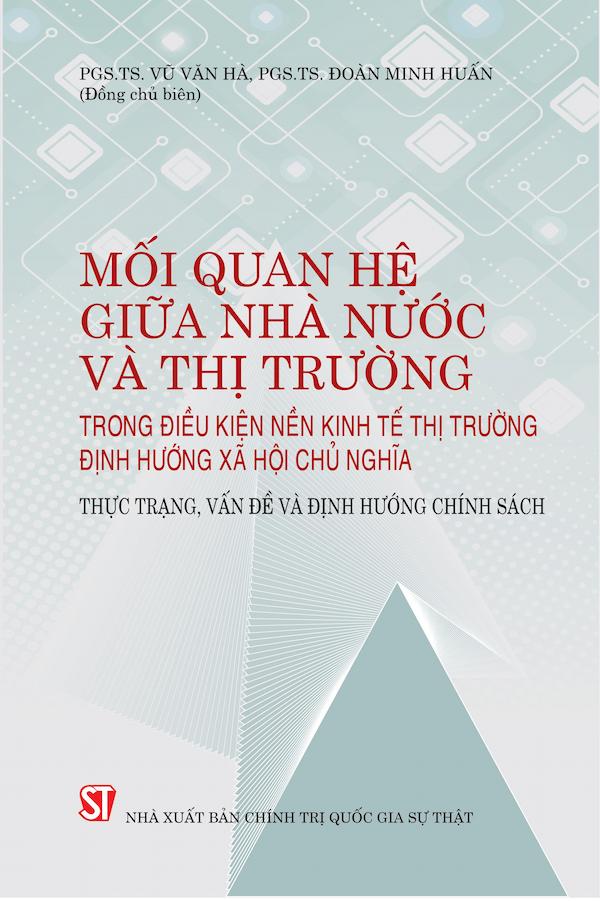 PGS.TS. VŨ VĂN HÀ, PGS.TS. ĐOÀN MINH HUẤN
(Đồng chủ biên)
MỐI QUAN HỆ
GIỮA NHÀ NƯỚC
VÀ THỊ TRƯỜNG
TRONG ĐIỀU KIỆN NỀN KINH TẾ THỊ TRƯỜNG
ĐỊNH HƯỚNG XÃ HỘI CHỦ NGHĨA
THỰC TRẠNG, VẤN ĐỀ VÀ ĐỊNH HƯỚNG CHÍNH SÁCH
ST
NHÀ XUẤT BẢN CHÍNH TRỊ QUỐC GIA SỰ THẬT